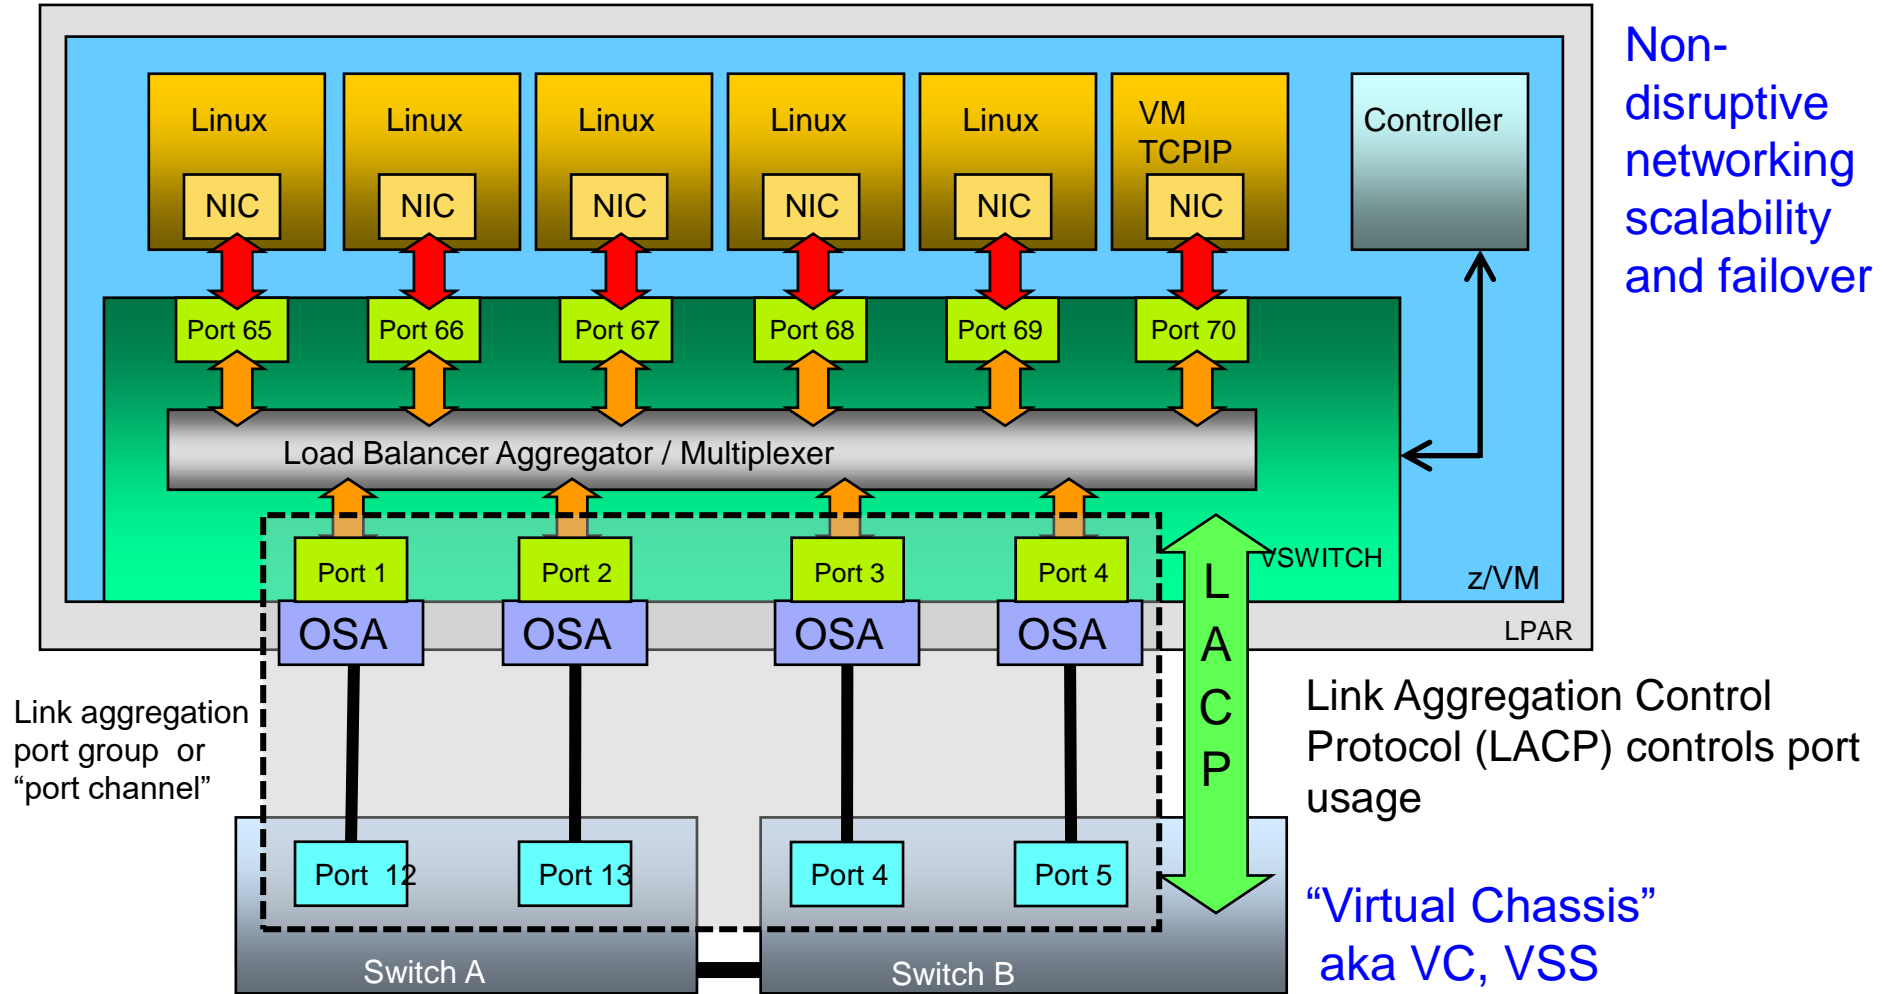 Non-
disruptive
networking
scalability
and failover
Linux
Linux
Linux
Linux
Linux
VM
TCPIP
Controller
NIC
NIC
NIC
NIC
NIC
NIC
Port 65
Port 66
Port 67
Port 68
Port 69
Port 70
Load Balancer Aggregator / Multiplexer
Port 1
Port 2
Port 3
Port 4
VSWITCH
z/VM
OSA
OSA
OSA
OSA
LPAR
L
A
C
P
Link aggregation
port group or
“port channel”
Link Aggregation Control
Protocol (LACP) controls port
usage
Port 12
Port 13
Port 4
Port 5
“Virtual Chassis”
aka VC, VSS
Switch A
Switch B